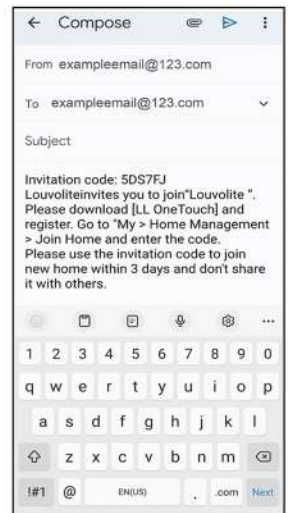 Compose
From exampleemail@123.com
To exampleemail@123.com
Subject
Invitation code: 5DS7FJ
Louvoliteinvites you to join"Louvolite ".
Please download [LL OneTouch] and
register. Go to "My > Home Management
> Join Home and enter the code.
Please use the invitation code to join
new home within 3 days and don't share
it with others.
1 2 3 4 5 6 7 8 9 0
q w e r t y u i o p
a s d f g h j k l
z x c v b n m
!#1 @ EN(US) . .com Next